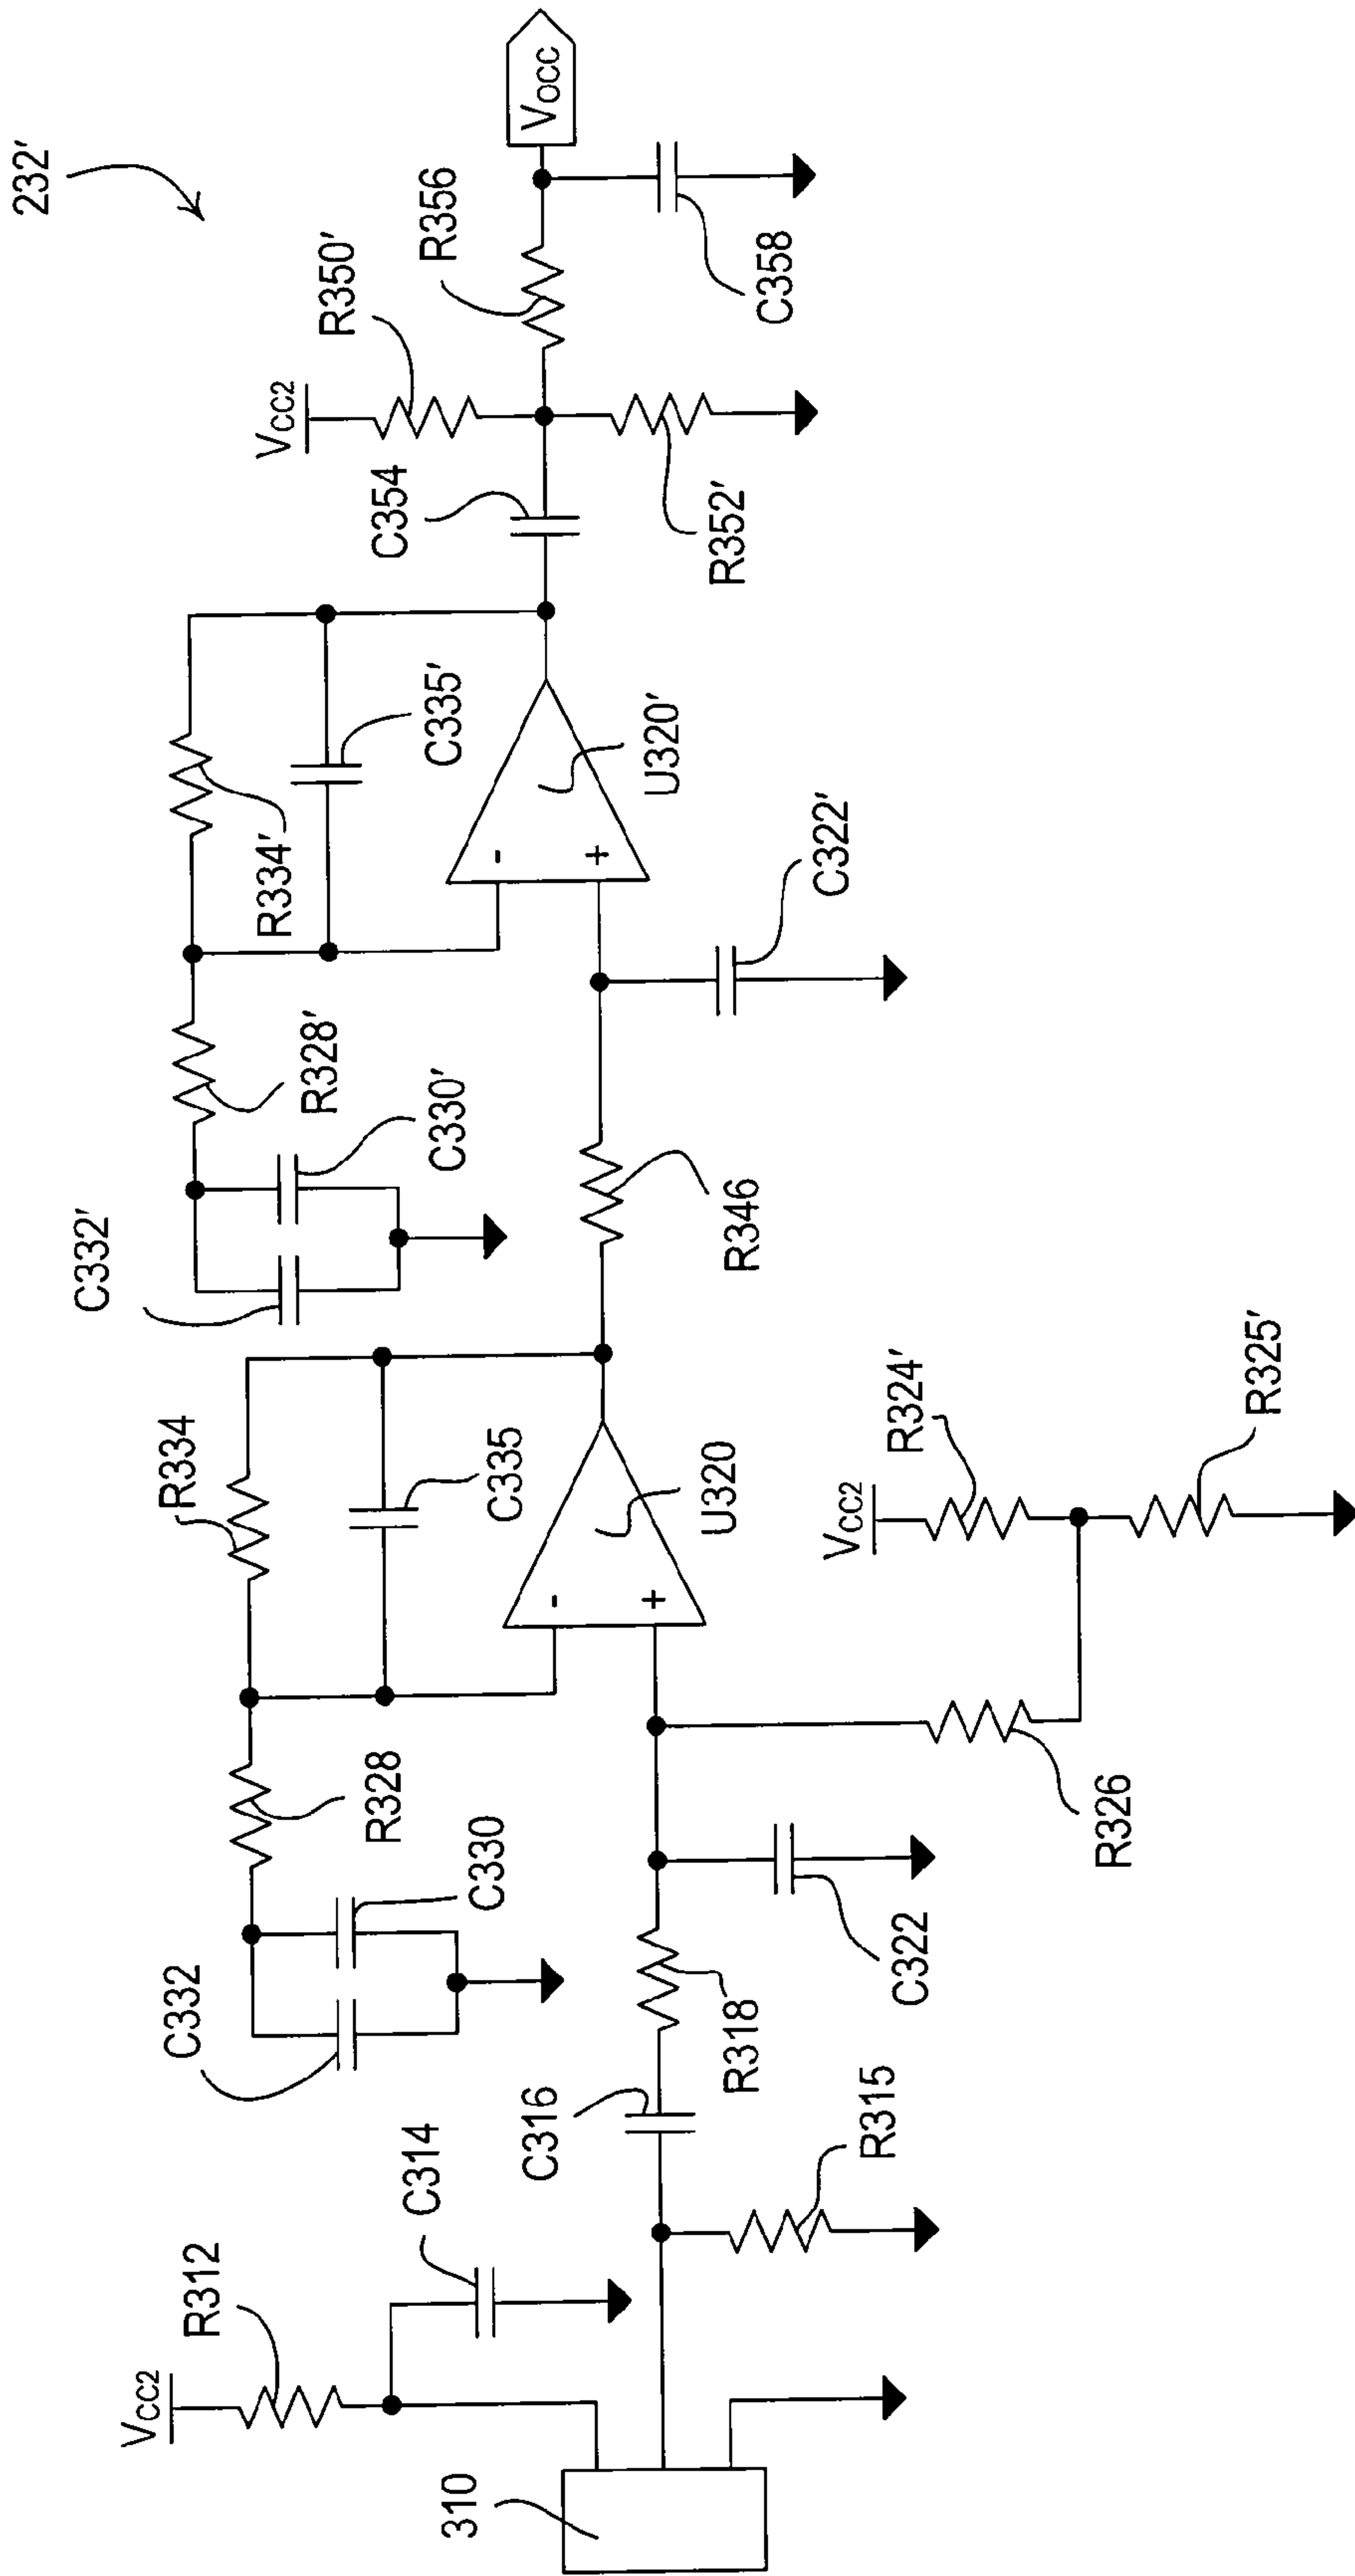 232'
VOCC
R356
R350'
C358
VCC2
C354
R352'
C335'
R334'
U320'
-
+
C322'
R328'
C330'
C332'
R346
R334
C335
U320
-
+
R324'
VCC2
R325'
R328
C330
C332
R326
C322
R318
C316
R315
C314
R312
VCC2
310